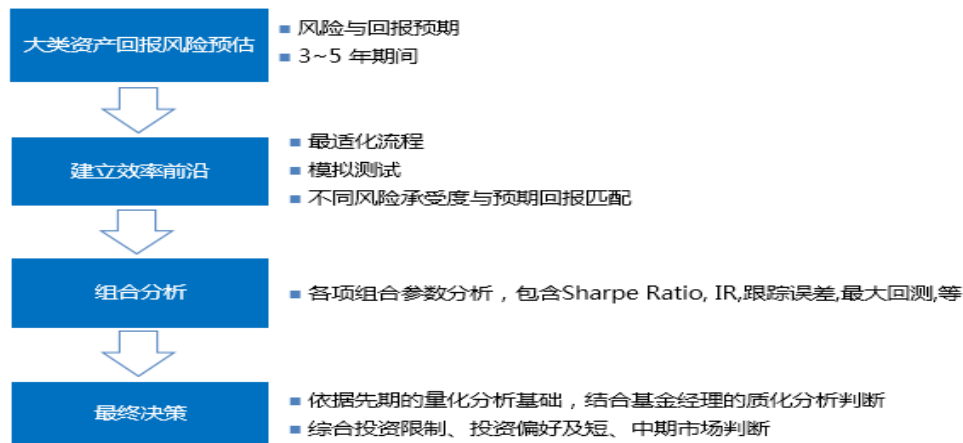 大类资产回报风险预估
风险与回报预期
3~5 年期间
建立效率前沿
最适化流程
模拟测试
不同风险承受度与预期回报匹配
组合分析
各项组合参数分析，包含Sharpe Ratio, IR,跟踪误差,最大回测,等
最终决策
依据先期的量化分析基础，结合基金经理的质化分析判断
综合投资限制、投资偏好及短、中期市场判断